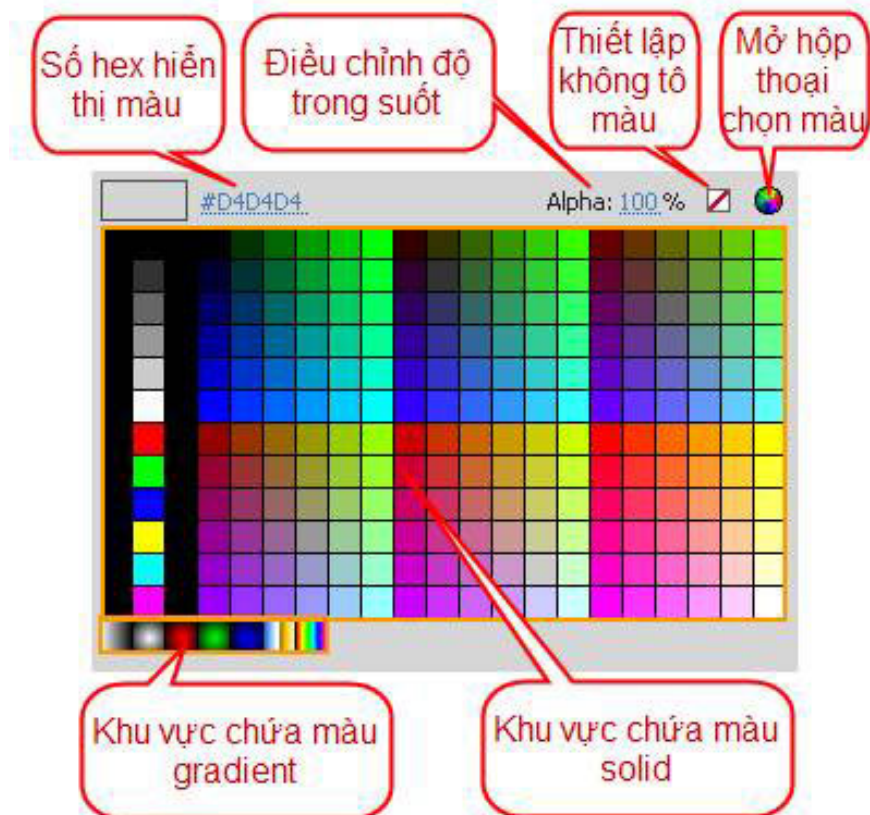 Số hex hiển
thị màu
Điều chỉnh độ
trong suốt
Thiết lập
không tô
màu
Mở hộp
thoại
chọn màu
#D4D4D4
Alpha: 100 %
Khu vực chứa màu
gradient
Khu vực chứa màu
solid